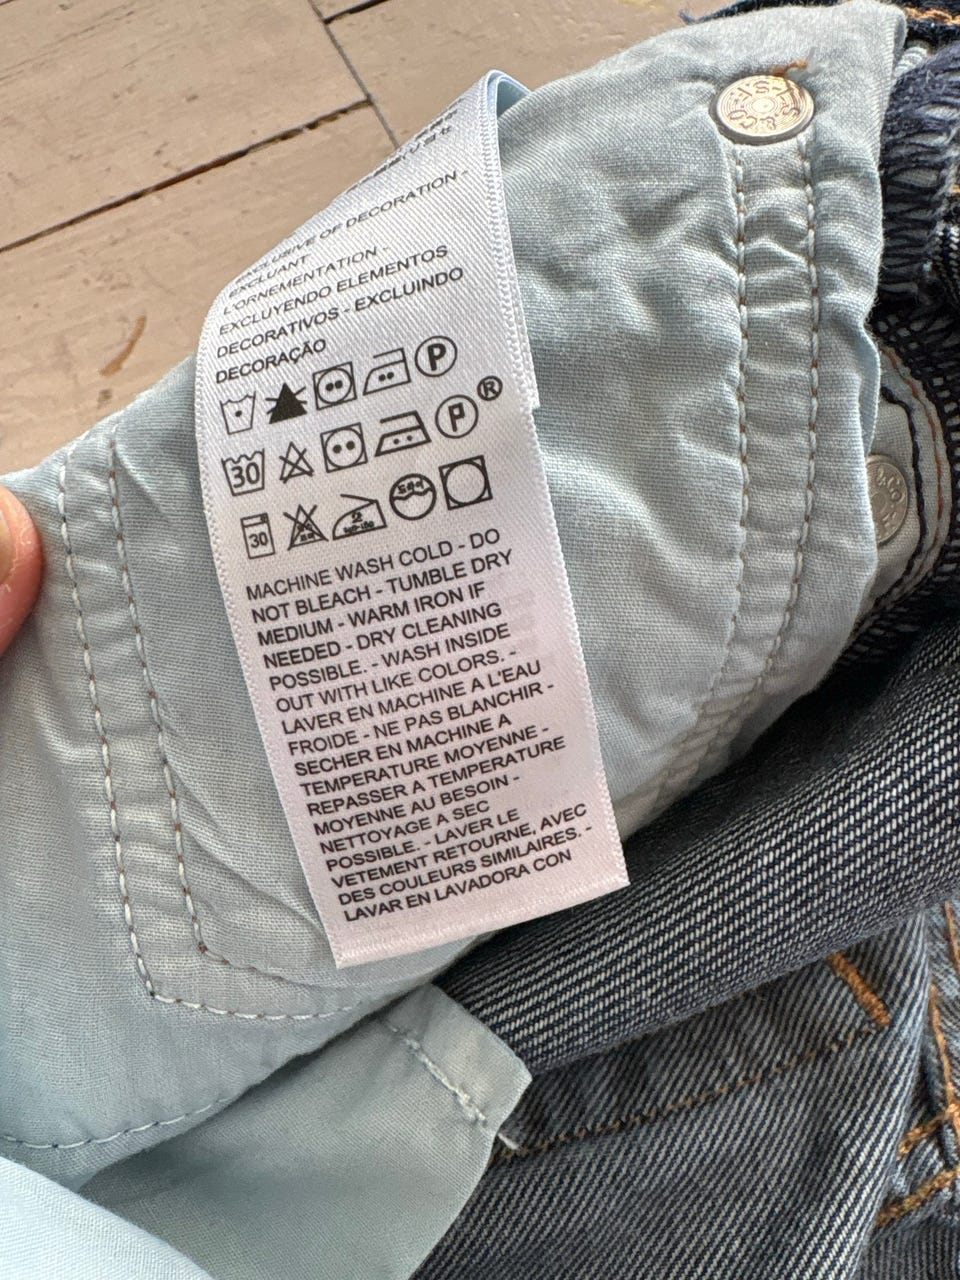 EXCLUSIVE OF DECORATION -
EXCLUANT
L'ORNEMENTATION -
EXCLUYENDO ELEMENTOS
DECORATIVOS - EXCLUINDO
DECORAÇÃO
P
30 P ®
30 2
MACHINE WASH COLD - DO
NOT BLEACH - TUMBLE DRY
MEDIUM - WARM IRON IF
NEEDED - DRY CLEANING
POSSIBLE. - WASH INSIDE
OUT WITH LIKE COLORS. -
LAVER EN MACHINE A L'EAU
FROIDE - NE PAS BLANCHIR -
SECHER EN MACHINE A
TEMPERATURE MOYENNE -
REPASSER A TEMPERATURE
MOYENNE AU BESOIN -
NETTOYAGE A SEC
POSSIBLE. - LAVER LE
VETEMENT RETOURNE, AVEC
DES COULEURS SIMILAIRES. -
LAVAR EN LAVADORA CON